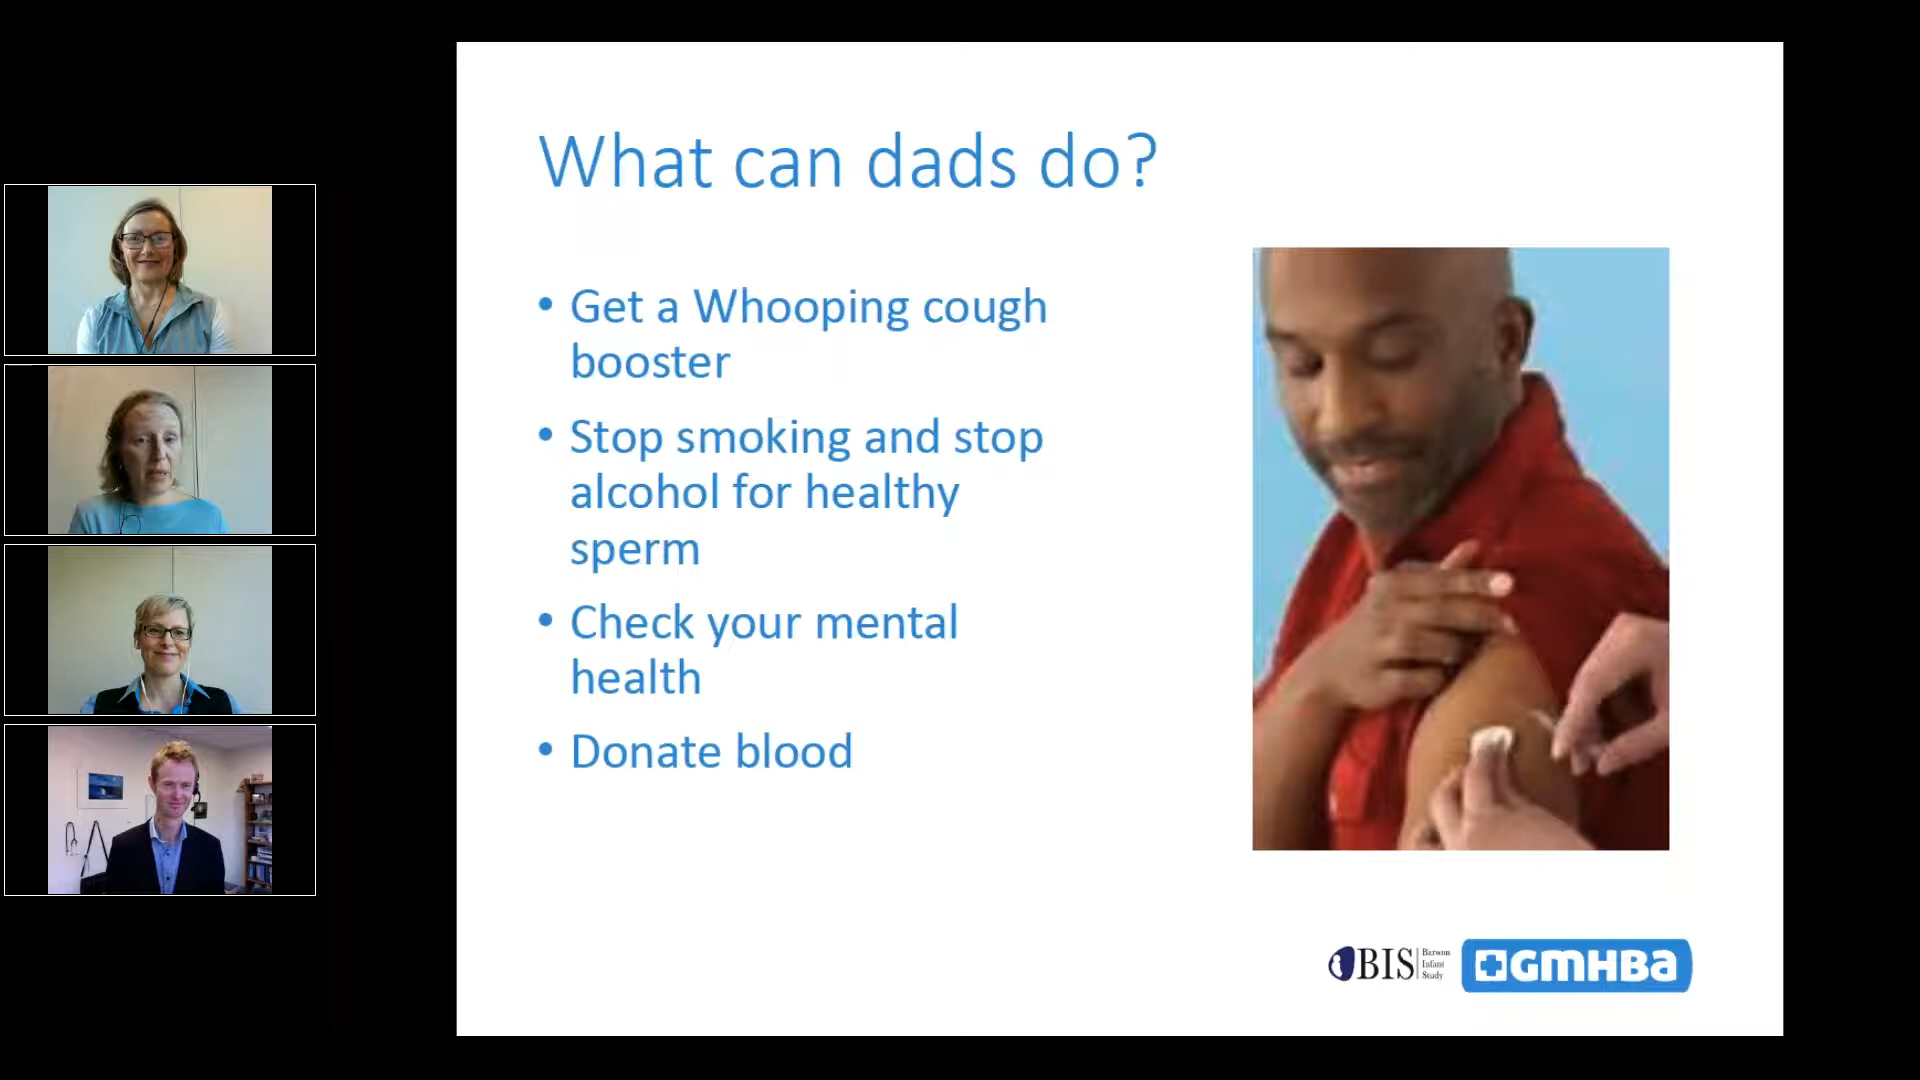 What can dads do?
• Get a Whooping cough
booster
• Stop smoking and stop
alcohol for healthy
sperm
• Check your mental
health
• Donate blood
BIS
Barwon
Infant
Study
GMHBa